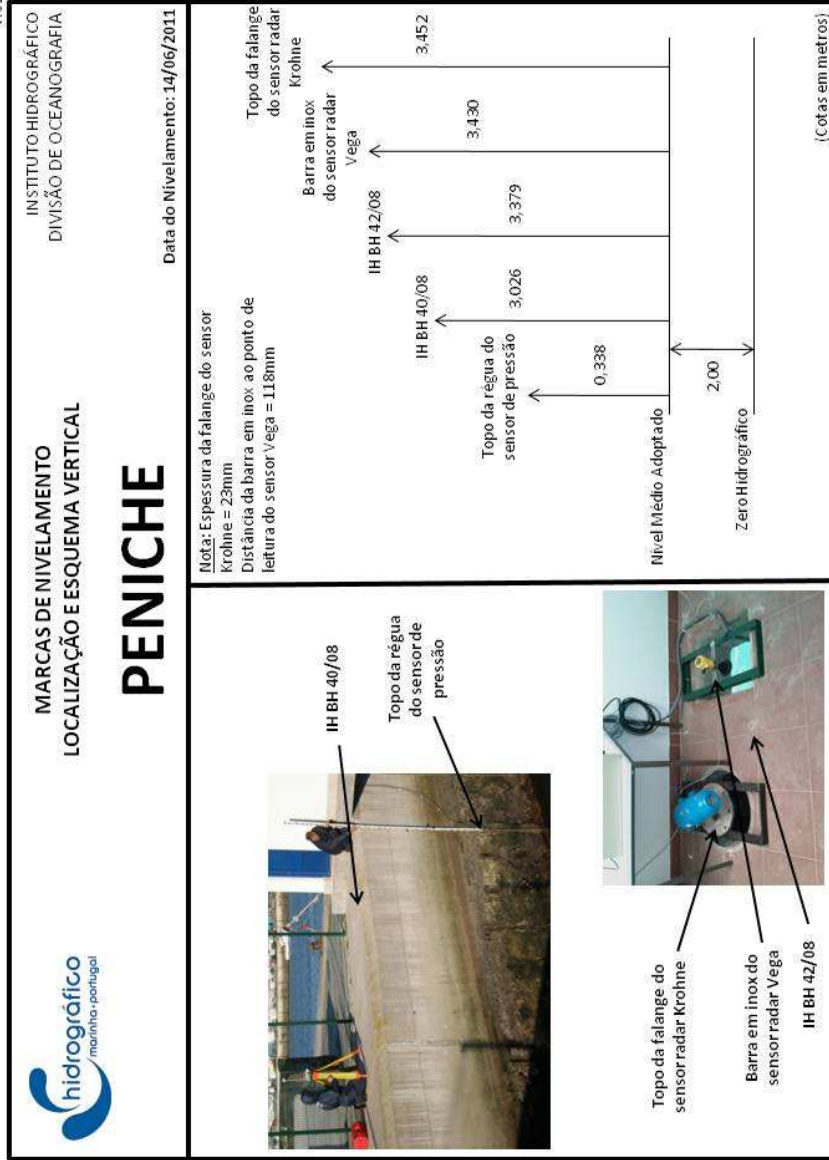 hidrográfico
marinha•portugal
MARCAS DE NIVELAMENTO
LOCALIZAÇÃO E ESQUEMA VERTICAL
PENICHE
INSTITUTO HIDROGRÁFICO
DIVISÃO DE OCEANOGRAFIA
Data do Nivelamento: 14/06/2011
IH BH 40/08
Topo da régua
do sensor de
pressão
Topo da falange do
sensor radar Krohne
Barra em inox do
sensor radar Vega
IH BH 42/08
Nota: Espessura da falange do sensor
Krohne = 23mm
Distância da barra em inox ao ponto de
leitura do sensor Vega = 118mm
Topo da falange
do sensor radar
Krohne
Barra em inox
do sensor radar
Vega
IH BH 42/08
IH BH 40/08
Topo da régua do
sensor de pressão
0,338
3,026
3,379
3,430
3,452
Nível Médio Adoptado
2,00
Zero Hidrográfico
(Cotas em metros)